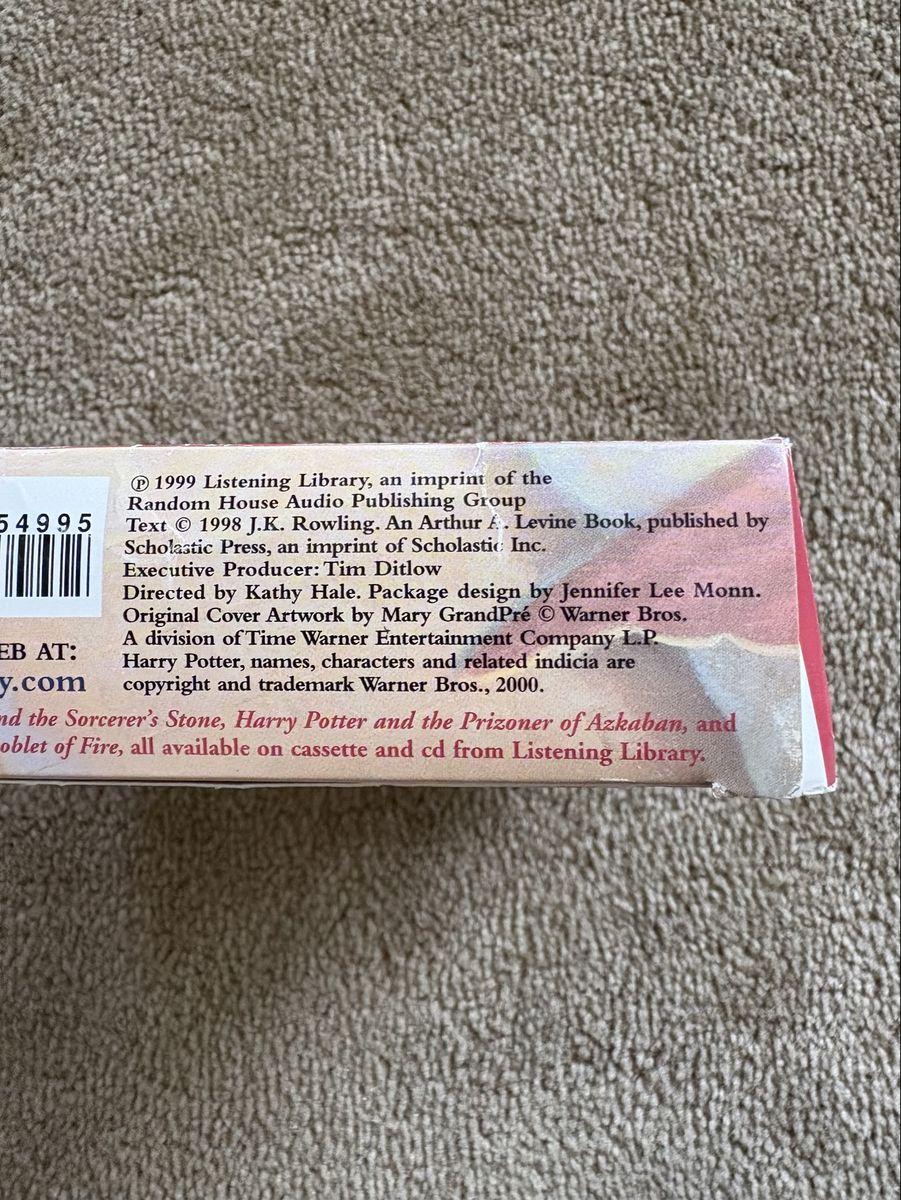 54995
EB AT:
y.com
Ⓟ 1999 Listening Library, an imprint of the
Random House Audio Publishing Group
Text © 1998 J.K. Rowling. An Arthur A. Levine Book, published by
Scholastic Press, an imprint of Scholastic Inc.
Executive Producer: Tim Ditlow
Directed by Kathy Hale. Package design by Jennifer Lee Monn.
Original Cover Artwork by Mary GrandPré © Warner Bros.
A division of Time Warner Entertainment Company L.P.
Harry Potter, names, characters and related indicia are
copyright and trademark Warner Bros., 2000.
nd the Sorcerer's Stone, Harry Potter and the Prizoner of Azkaban, and
oblet of Fire, all available on cassette and cd from Listening Library.